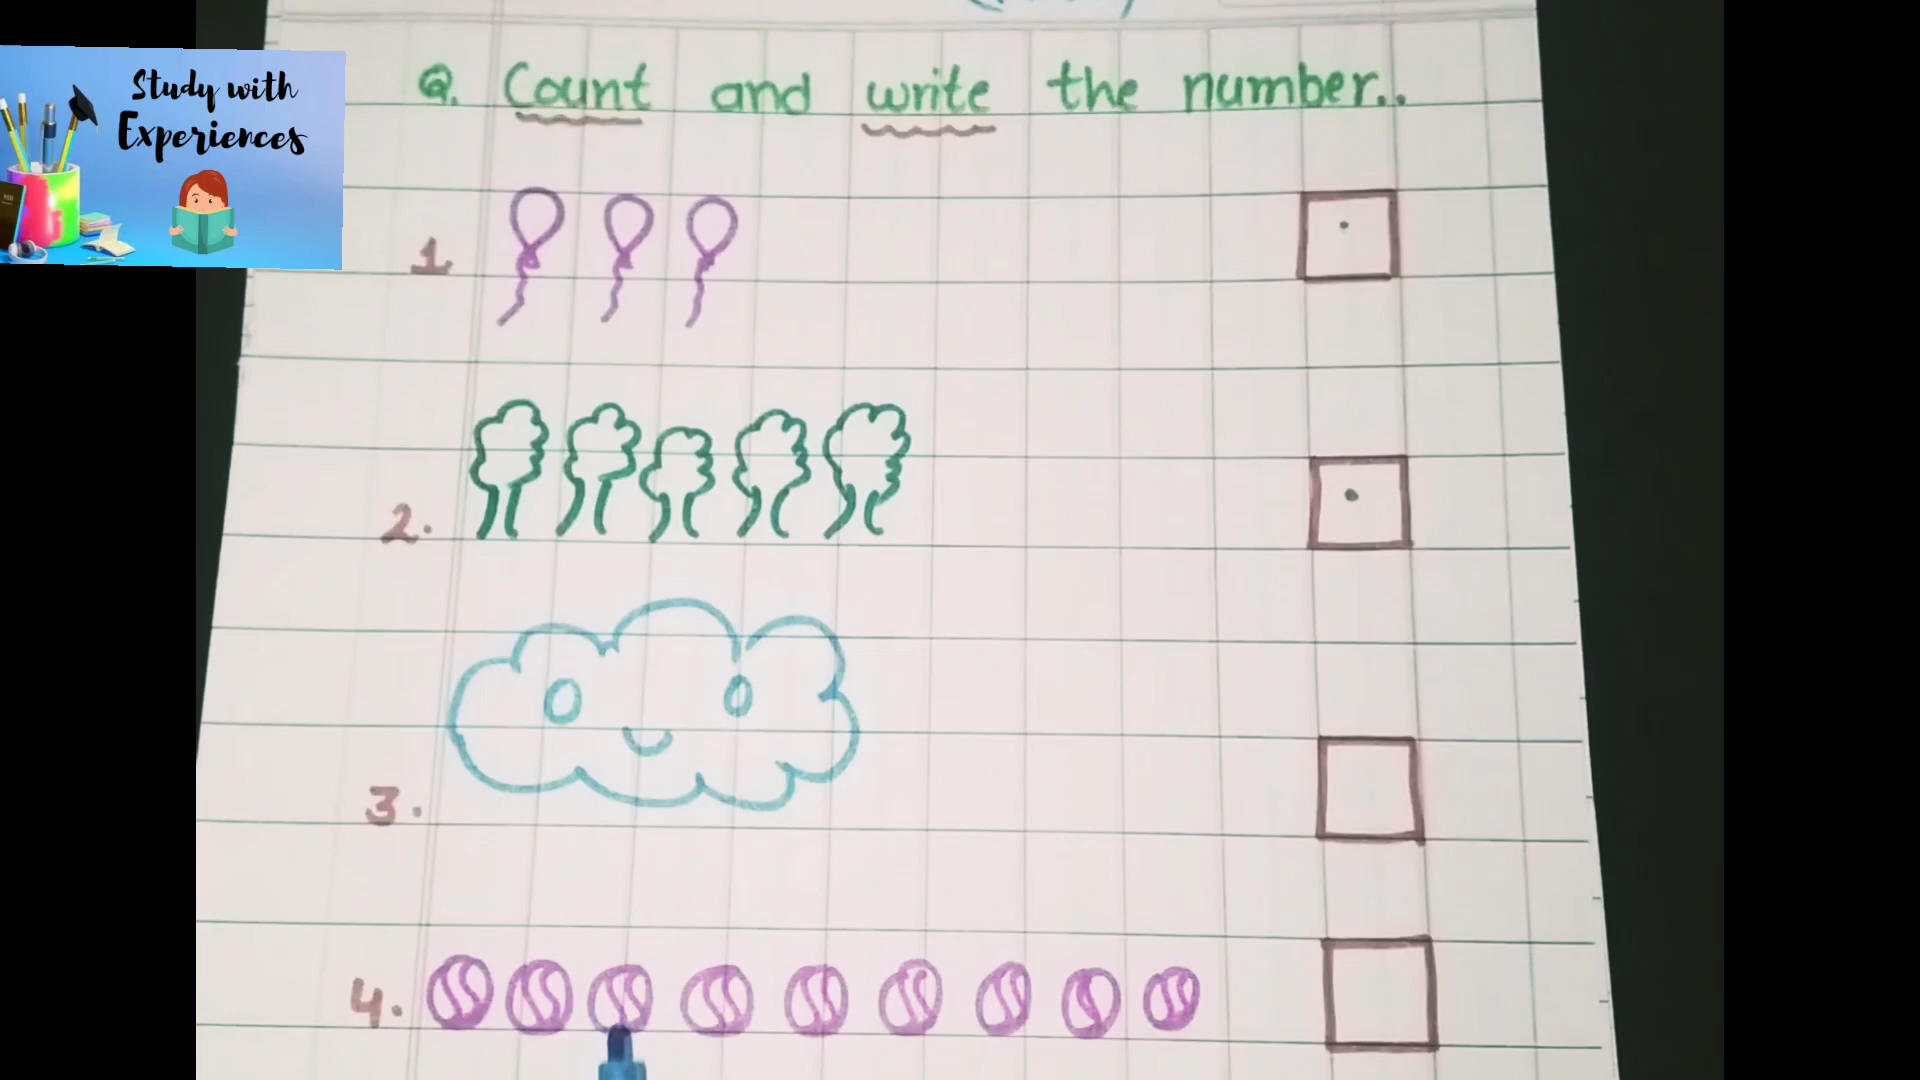 Study with
Experiences
Q. Count and write the number..
1.
2.
3.
4.